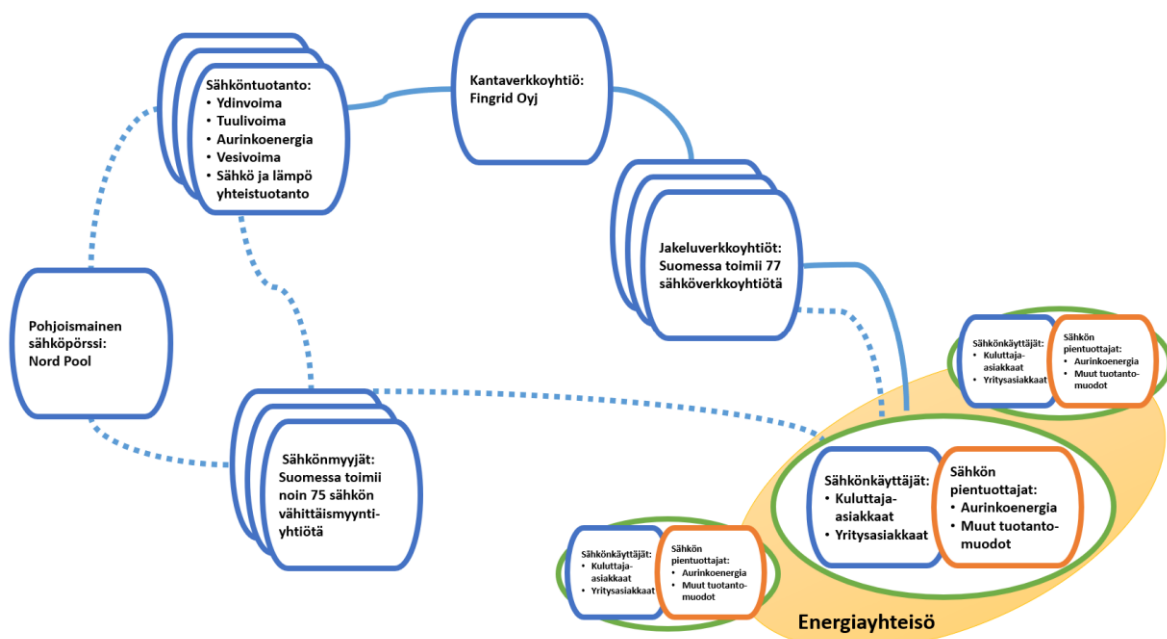 Sähköntuotanto:
• Ydinvoima
• Tuulivoima
• Aurinkoenergia
• Vesivoima
• Sähkö ja lämpö
yhteistuotanto
Kantaverkkoyhtiö:
Fingrid Oyj
Jakeluverkkoyhtiöt:
Suomessa toimii 77
sähköverkkoyhtiötä
Pohjoismainen
sähköpörssi:
Nord Pool
Sähkönmyyjät:
Suomessa toimii
noin 75 sähkön
vähittäismyynti-
yhtiötä
Sähkönkäyttäjät:
• Kuluttaja-
asiakkaat
• Yritysasiakkaat
Sähkön
pientuottajat:
• Aurinkoenergia
• Muut tuotanto-
muodot
Sähkönkäyttäjät:
• Kuluttaja-
asiakkaat
• Yritysasiakkaat
Sähkön
pientuottajat:
• Aurinkoenergia
• Muut tuotanto-
muodot
Sähkönkäyttäjät:
• Kuluttaja-
asiakkaat
• Yritysasiakkaat
Sähkön
pientuottajat:
• Aurinkoenergia
• Muut tuotanto-
muodot
Energiayhteisö